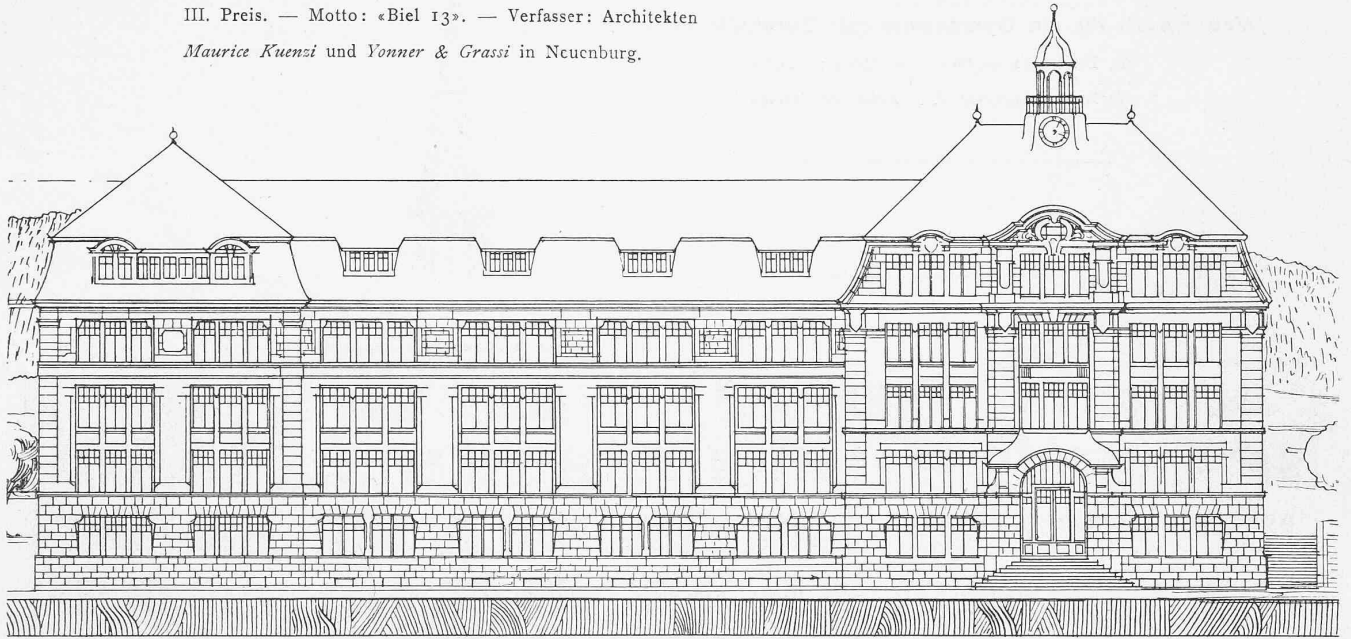 III. Preis. — Motto: «Biel 13». — Verfasser: Architekten
Maurice Kuenzi und Yonner & Grassi in Neuenburg.